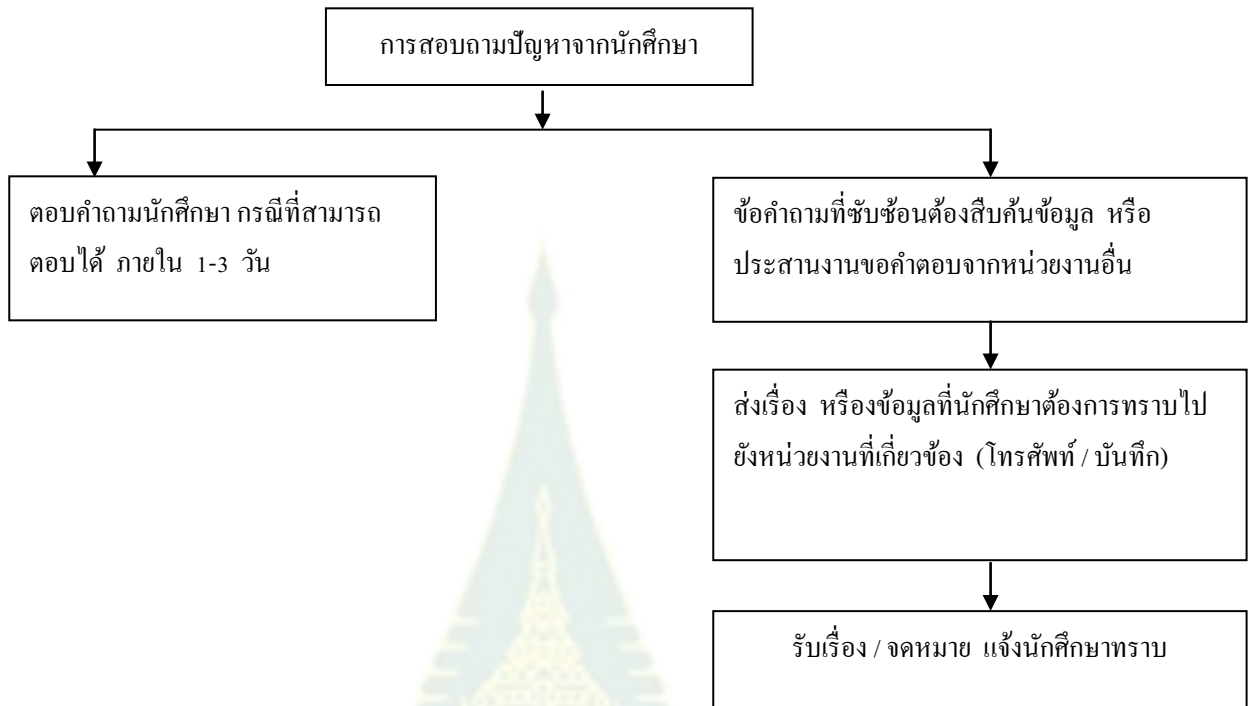 การสอบถามปัญหาจากนักศึกษา
ตอบคำถามนักศึกษา กรณีที่สามารถ
ตอบได้ ภายใน 1-3 วัน
ข้อคำถามที่ซับซ้อนต้องสืบค้นข้อมูล หรือ
ประสานงานขอคำตอบจากหน่วยงานอื่น
ส่งเรื่อง หรืองข้อมูลที่นักศึกษาต้องการทราบไป
ยังหน่วยงานที่เกี่ยวข้อง (โทรศัพท์ / บันทึก)
รับเรื่อง / จดหมาย แจ้งนักศึกษาทราบ